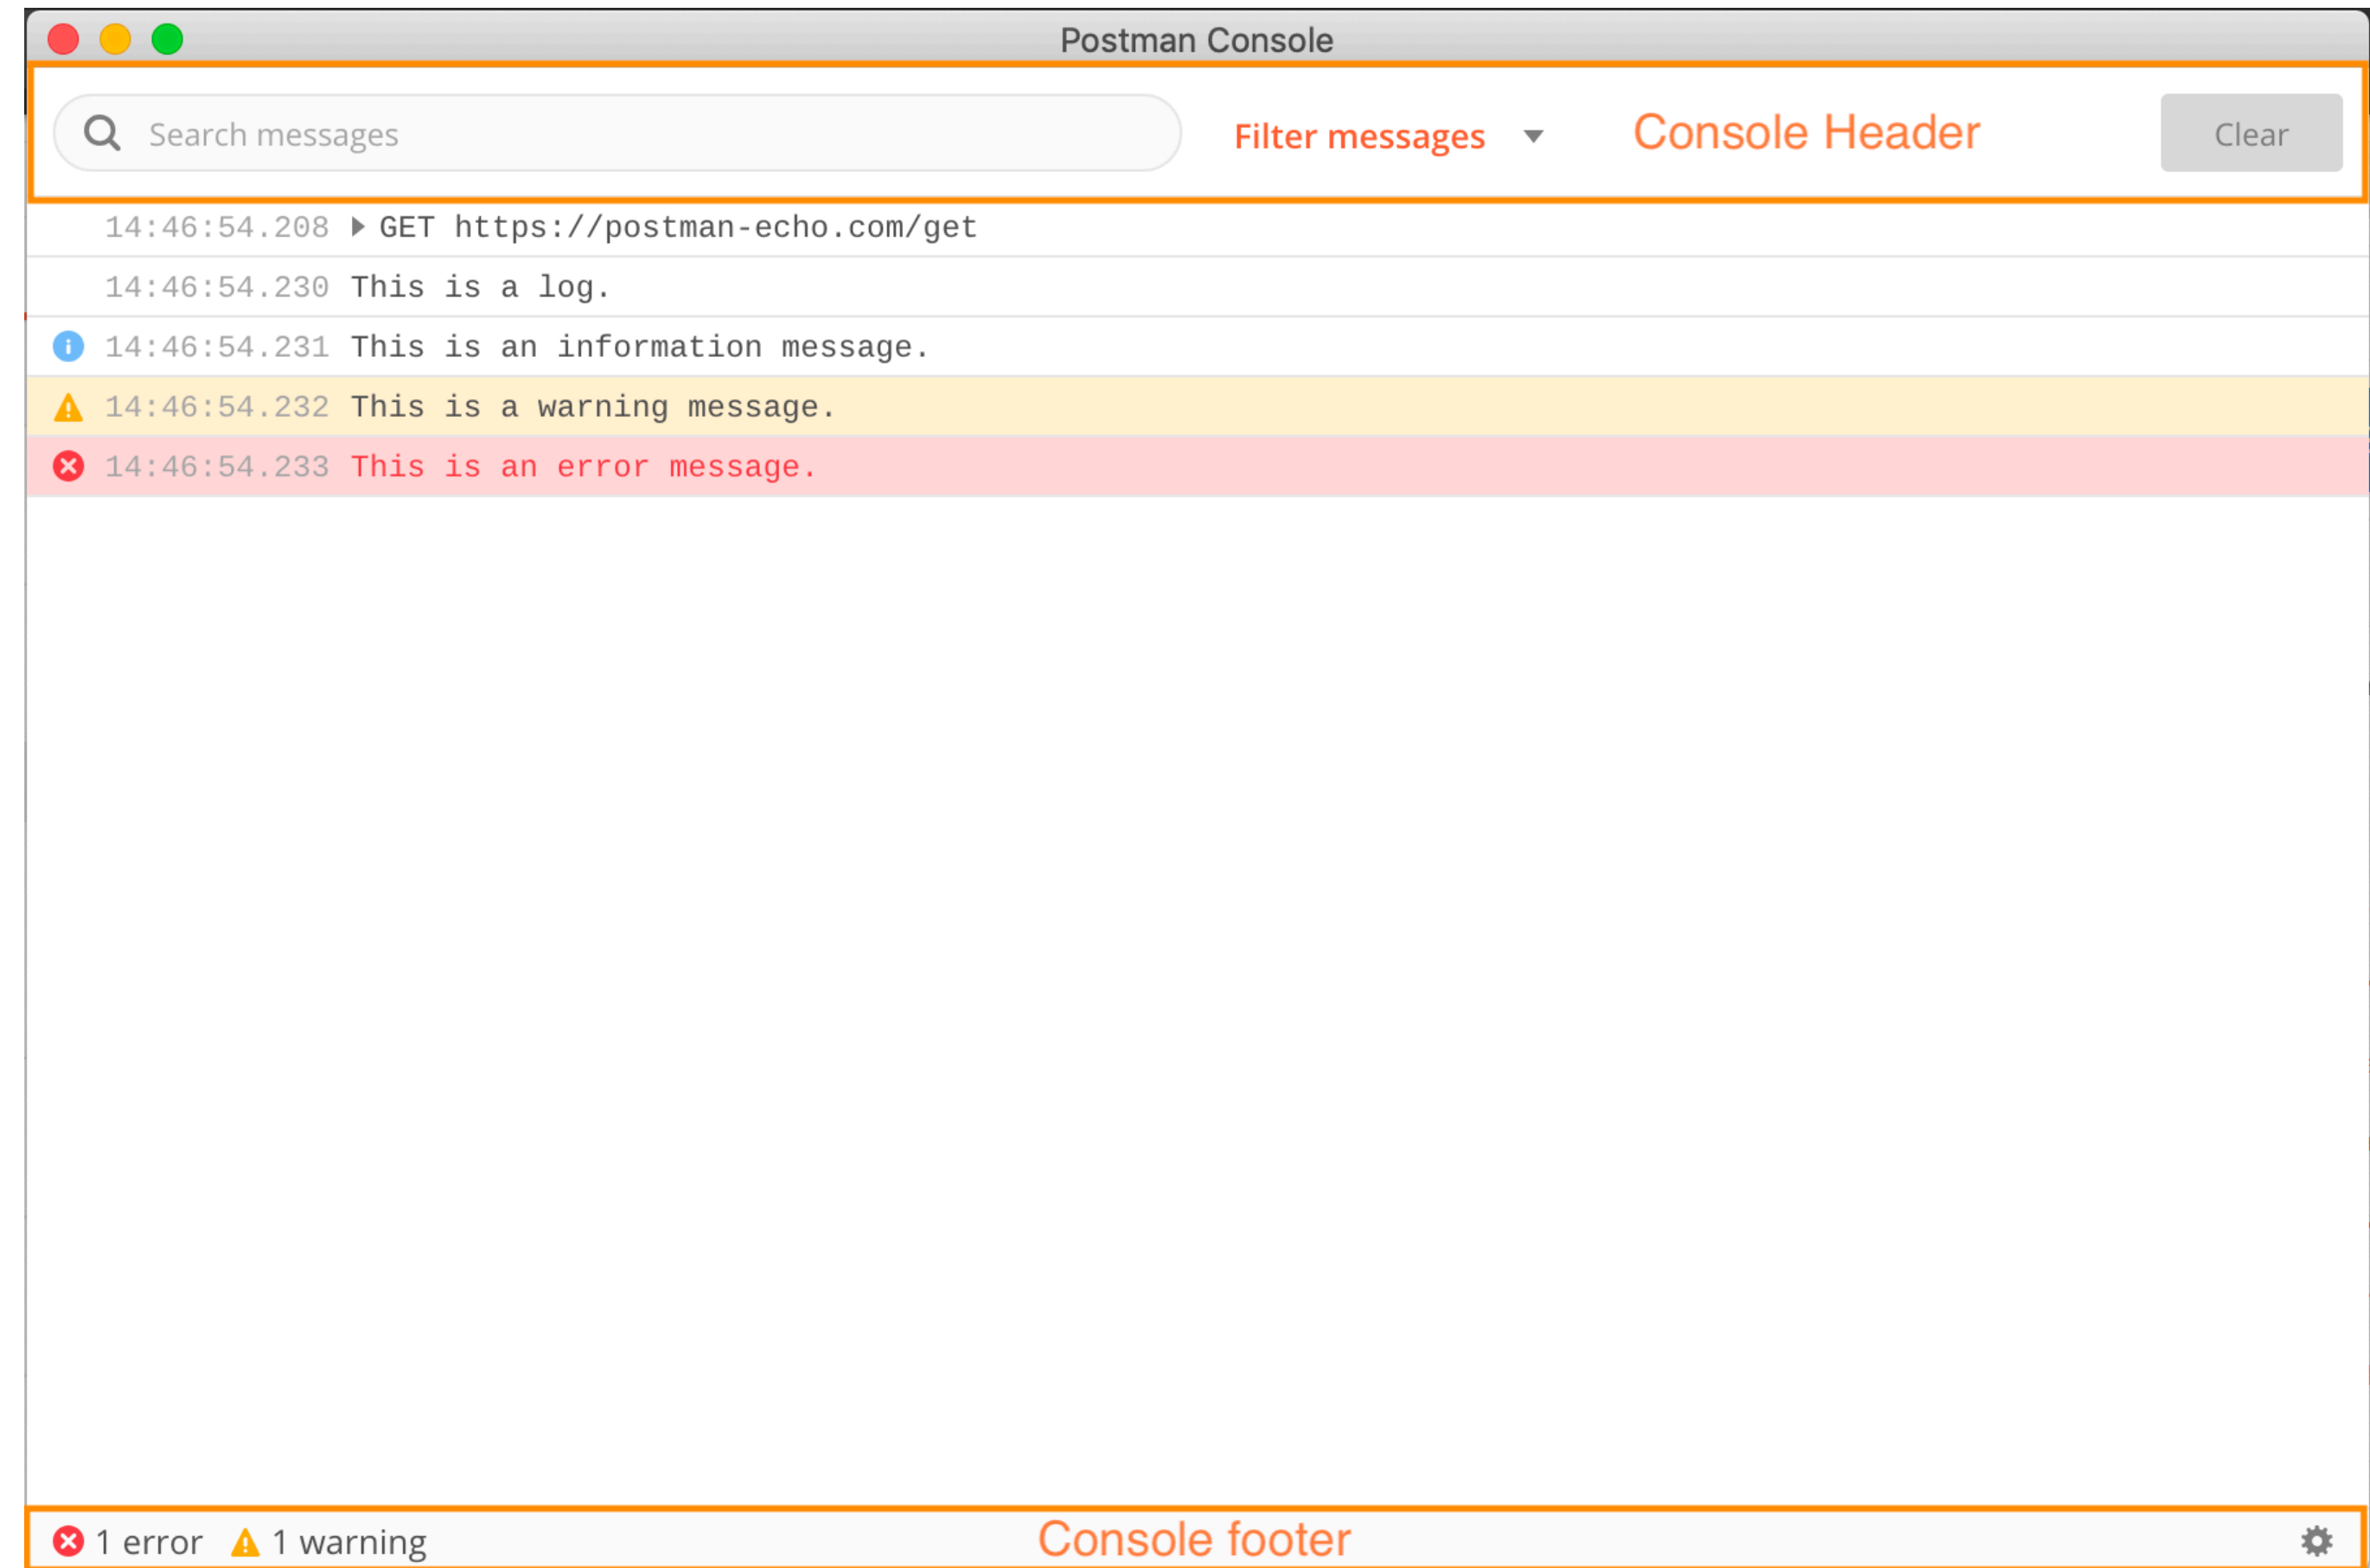 Postman Console
Search messages Filter messages Console Header Clear
14:46:54.208 GET https://postman-echo.com/get
14:46:54.230 This is a log.
14:46:54.231 This is an information message.
14:46:54.232 This is a warning message.
14:46:54.233 This is an error message.
1 error 1 warning Console footer